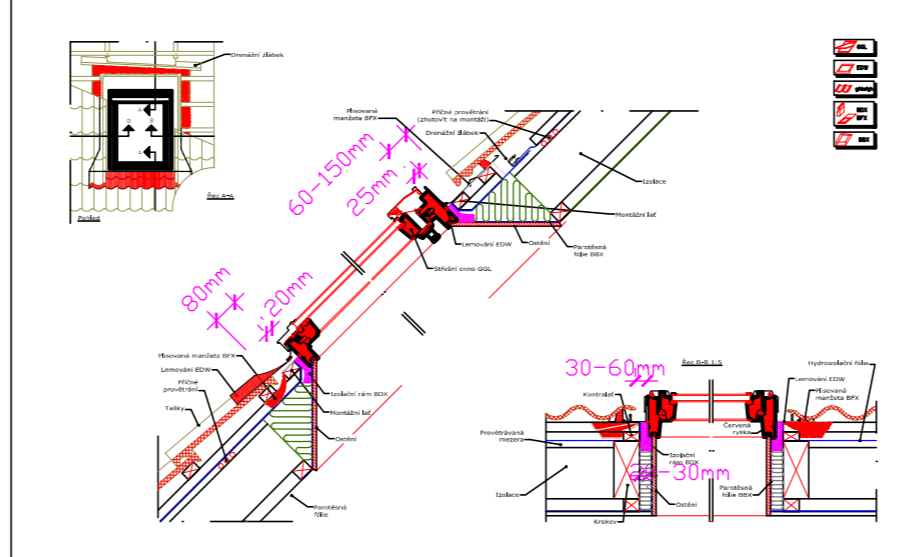 Drenážní žlábek
A
B
B
A
Řez A-A
Pohled
GGL
EDW
BDX
BFX
BBX
Plisovaná
manžeta BFX
Příčné provětrání
(zhotovit na montáži)
Drenážní žlábek
60-150mm
25mm
Izolace
Montážní lať
Parotěsná
fólie BBX
Ostění
Lemování EDW
Střešní okno GGL
80mm
20mm
Plisovaná manžeta BFX
Lemování EDW
Příčné
provětrání
Tašky
Izolační rám BDX
Montážní lať
Ostění
Parotěsná
fólie
30-60mm
Řez B-B 1:5
Hydroizolační fólie
Lemování EDW
Plisovaná
manžeta BFX
Kontralať
Červená
ryska
Provětrávaná
mezera
Izolační
rám BDX
-30mm
Parotěsná
fólie BBX
Izolace
Ostění
Krokev